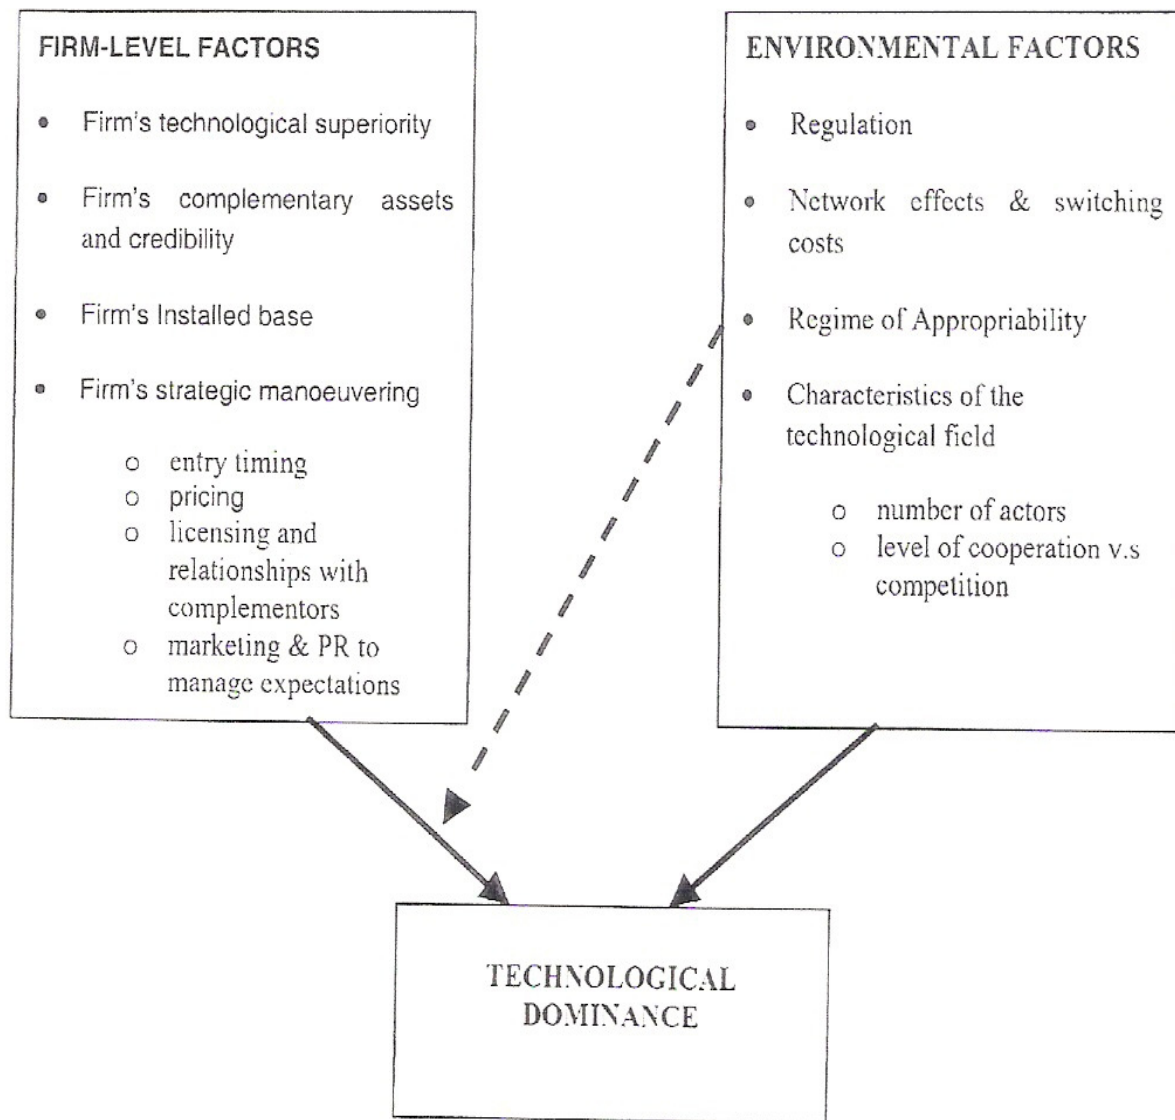 FIRM-LEVEL FACTORS
• Firm's technological superiority
• Firm's complementary assets
and credibility
• Firm's Installed base
• Firm's strategic manoeuvering
o entry timing
o pricing
o licensing and
relationships with
complementors
o marketing & PR to
manage expectations
ENVIRONMENTAL FACTORS
• Regulation
• Network effects & switching
costs
• Regime of Appropriability
• Characteristics of the
technological field
o number of actors
o level of cooperation v.s
competition
TECHNOLOGICAL
DOMINANCE